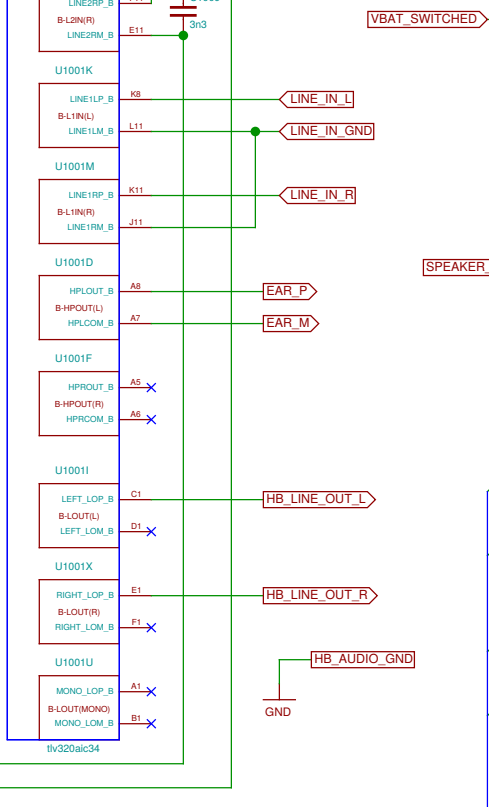 LINE2RP_B
B-L2IN(R)
LINE2RM_B E11
3n3
VBAT_SWITCHED
U1001K
LINE1LP_B K8 LINE_IN_L
B-L1IN(L)
LINE1LM_B L11 LINE_IN_GND
U1001M
LINE1RP_B K11 LINE_IN_R
B-L1IN(R)
LINE1RM_B J11
U1001D
SPEAKER_
HPLOUT_B A8 EAR_P
B-HPOUT(L)
HPLCOM_B A7 EAR_M
U1001F
HPROUT_B A5
B-HPOUT(R)
HPRCOM_B A6
U1001I
LEFT_LOP_B C1 HB_LINE_OUT_L
B-LOUT(L)
LEFT_LOM_B D1
U1001X
RIGHT_LOP_B E1 HB_LINE_OUT_R
B-LOUT(R)
RIGHT_LOM_B F1
U1001U
HB_AUDIO_GND
MONO_LOP_B A1
B-LOUT(MONO)
GND
MONO_LOM_B B1
tlv320aic34